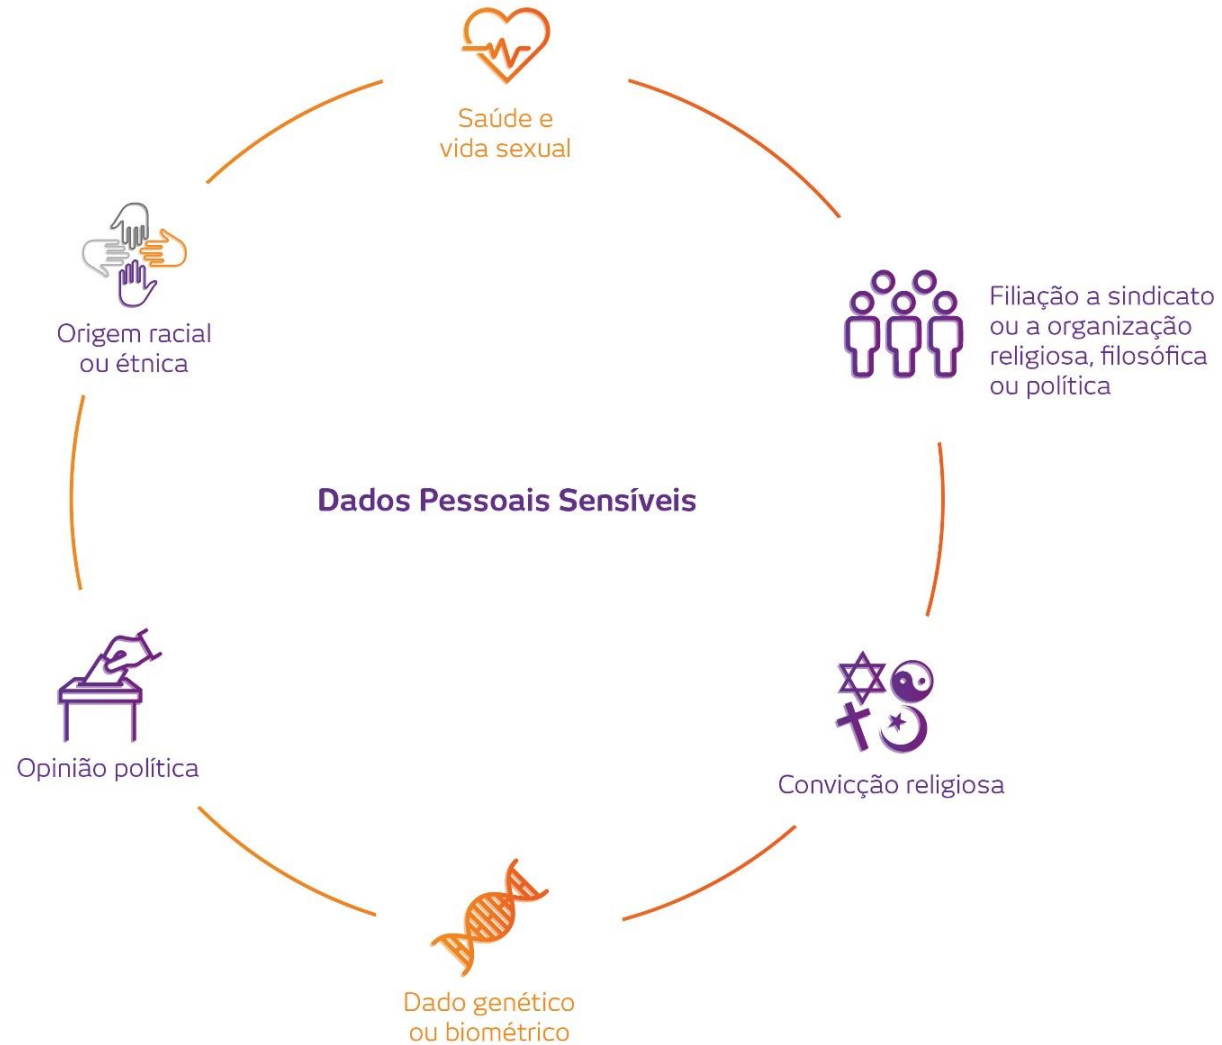 Saúde e
vida sexual
Filiação a sindicato
ou a organização
religiosa, filosófica
ou política
Origem racial
ou étnica
Dados Pessoais Sensíveis
Opinião política
Convicção religiosa
Dado genético
ou biométrico